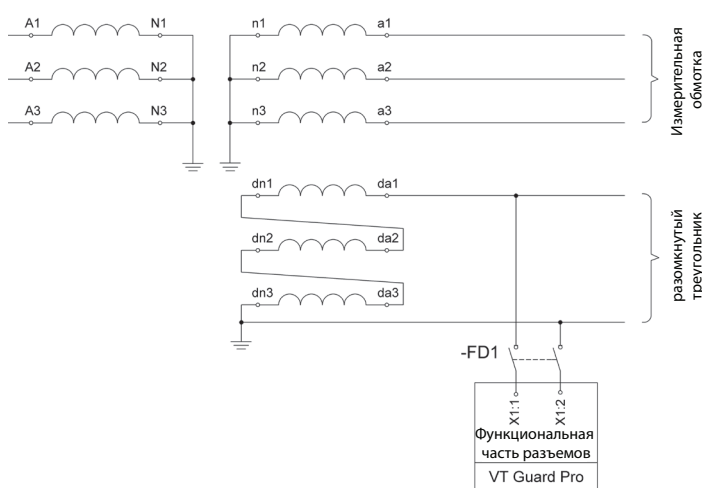 A1 N1 n1 a1
A2 N2 n2 a2
A3 N3 n3 a3
Измерительная
обмотка
dn1 da1
dn2 da2
dn3 da3
разомкнутый
треугольник
-FD1
X1:1 X1:2
Функциональная
часть разъемов
VT Guard Pro